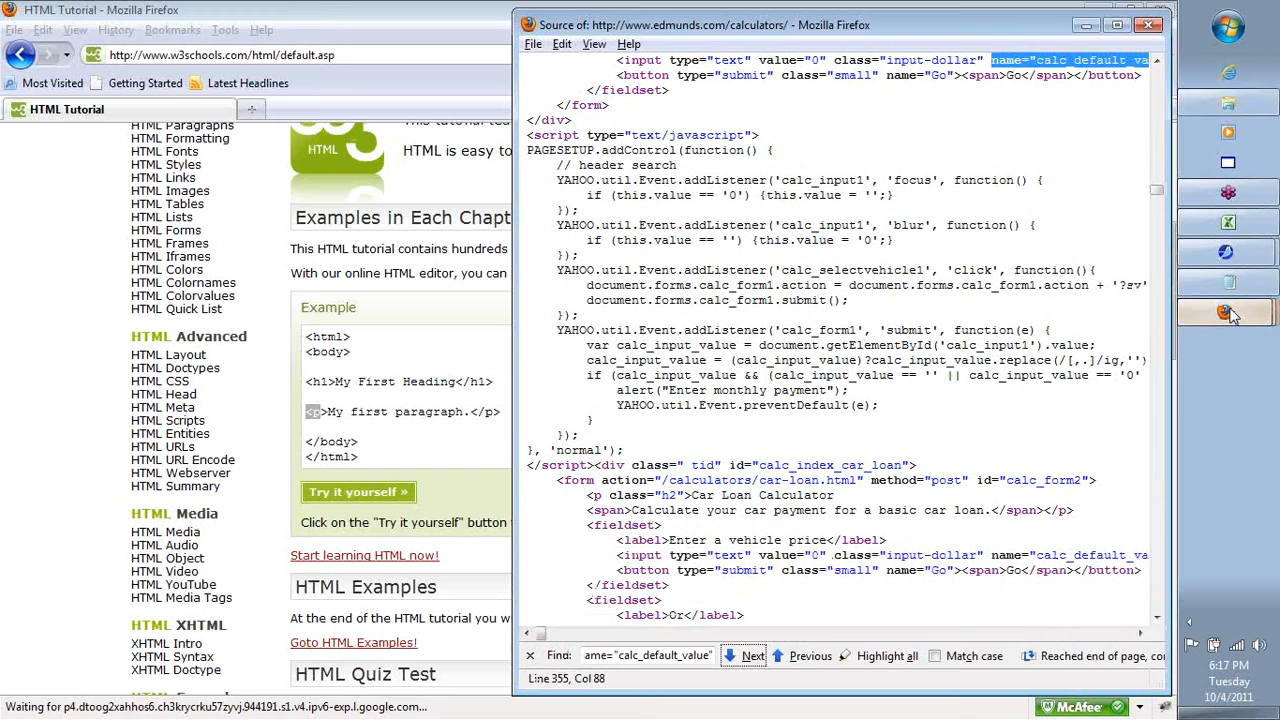 HTML Tutorial - Mozilla Firefox
File Edit View History Bookmarks Tools Help
http://www.w3schools.com/html/default.asp
Most Visited Getting Started Latest Headlines
HTML Tutorial
HTML Paragraphs
HTML Formatting
HTML Fonts
HTML Styles
HTML Links
HTML Images
HTML Tables
HTML Lists
HTML Forms
HTML Frames
HTML Iframes
HTML Colors
HTML Colornames
HTML Colorvalues
HTML Quick List
HTML Advanced
HTML Layout
HTML Doctypes
HTML CSS
HTML Head
HTML Meta
HTML Scripts
HTML Entities
HTML URLs
HTML URL Encode
HTML Webserver
HTML Summary
HTML Media
HTML Media
HTML Audio
HTML Object
HTML Video
HTML YouTube
HTML Media Tags
HTML XHTML
XHTML Intro
XHTML Syntax
XHTML Doctype
HTML
HTML is easy to
Examples in Each Chapt
This HTML tutorial contains hundreds
With our online HTML editor, you can
Example
<html>
<body>
<h1>My First Heading</h1>
<p>My first paragraph.</p>
</body>
</html>
Try it yourself »
Click on the "Try it yourself" button
Start learning HTML now!
HTML Examples
At the end of the HTML tutorial you w
Goto HTML Examples!
HTML Quiz Test
Waiting for p4.dtoog2xahhos6.ch3krycrku57zyvj.944191.s1.v4.ipv6-exp.l.google.com...
McAfee
Source of: http://www.edmunds.com/calculators/ - Mozilla Firefox
File Edit View Help
<input type="text" value="0" class="input-dollar" name="calc_default_va
<button type="submit" class="small" name="Go"><span>Go</span></button>
</fieldset>
</form>
</div>
<script type="text/javascript">
PAGESETUP.addControl(function() {
// header search
YAHOO.util.Event.addListener('calc_input1', 'focus', function() {
if (this.value == '0') {this.value = '';}
});
YAHOO.util.Event.addListener('calc_input1', 'blur', function() {
if (this.value == '') {this.value = '0';}
});
YAHOO.util.Event.addListener('calc_selectvehicle1', 'click', function(){
document.forms.calc_form1.action = document.forms.calc_form1.action + '?sv'
document.forms.calc_form1.submit();
});
YAHOO.util.Event.addListener('calc_form1', 'submit', function(e) {
var calc_input_value = document.getElementById('calc_input1').value;
calc_input_value = (calc_input_value)?calc_input_value.replace(/[,.]/ig,'')
if (calc_input_value && (calc_input_value == '' || calc_input_value == '0'
alert("Enter monthly payment");
YAHOO.util.Event.preventDefault(e);
}
});
}, 'normal');
</script><div class=" tid" id="calc_index_car_loan">
<form action="/calculators/car-loan.html" method="post" id="calc_form2">
<p class="h2">Car Loan Calculator
<span>Calculate your car payment for a basic car loan.</span></p>
<fieldset>
<label>Enter a vehicle price</label>
<input type="text" value="0" class="input-dollar" name="calc_default_va
<button type="submit" class="small" name="Go"><span>Go</span></button>
</fieldset>
<fieldset>
<label>Or</label>
Find: ame="calc_default_value" Next Previous Highlight all Match case Reached end of page, co
Line 355, Col 88
6:17 PM
Tuesday
10/4/2011